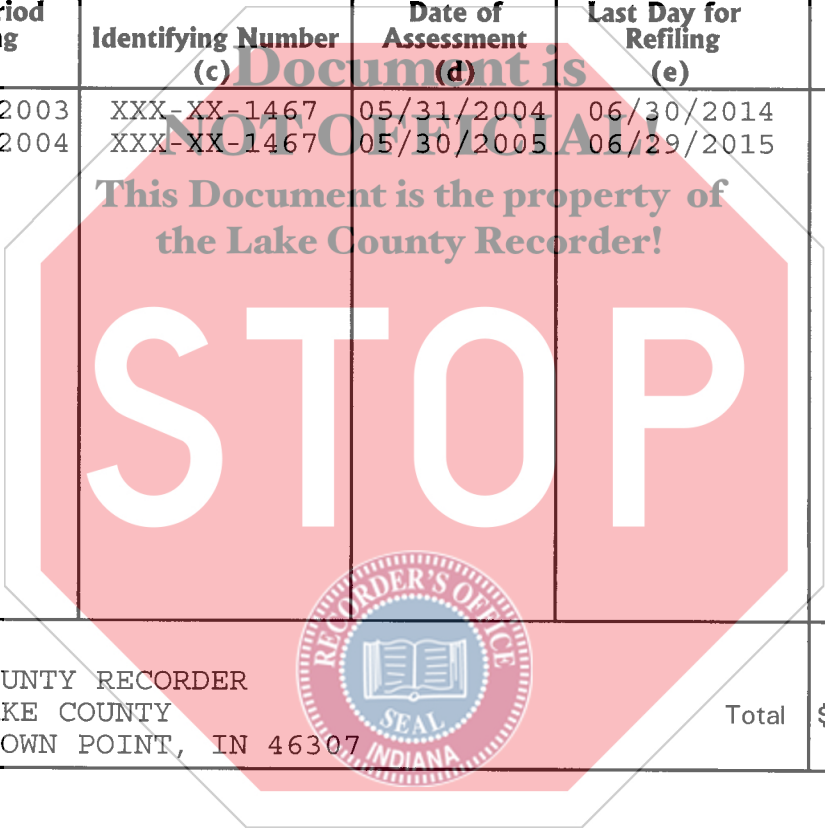 riod
ng
Identifying Number
(c)
Date of
Assessment
(d)
Last Day for
Refiling
(e)
2003 XXX-XX-1467 05/31/2004 06/30/2014
2004 XXX-XX-1467 05/30/2005 06/29/2015
Document is
NOT OFFICIAL!
This Document is the property of
the Lake County Recorder!
STOP
RECORDER'S OFFICE
SEAL
INDIANA
UNTY RECORDER
KE COUNTY
OWN POINT, IN 46307
Total $